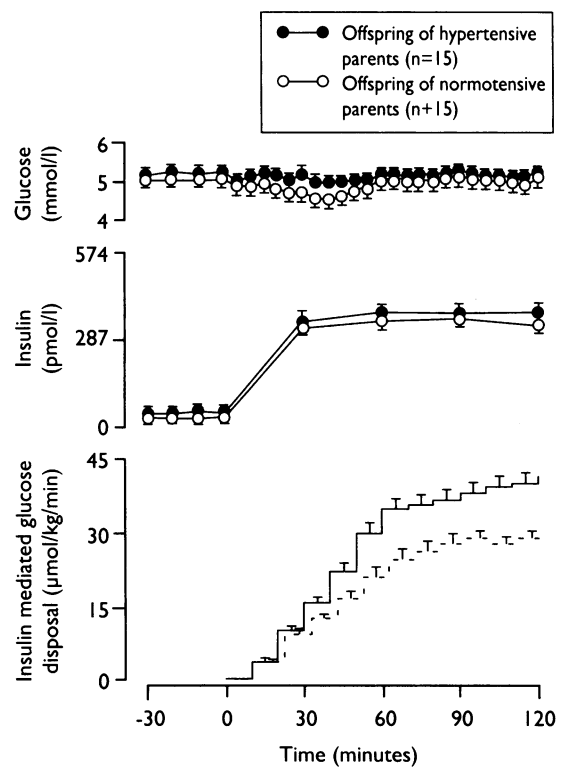 Offspring of hypertensive
parents (n=15)
Offspring of normotensive
parents (n+15)
Glucose
(mmol/l)
6
5
4
Insulin
(pmol/l)
574
287
0
Insulin mediated glucose
disposal (µmol/kg/min)
45
30
15
0
-30 0 30 60 90 120
Time (minutes)